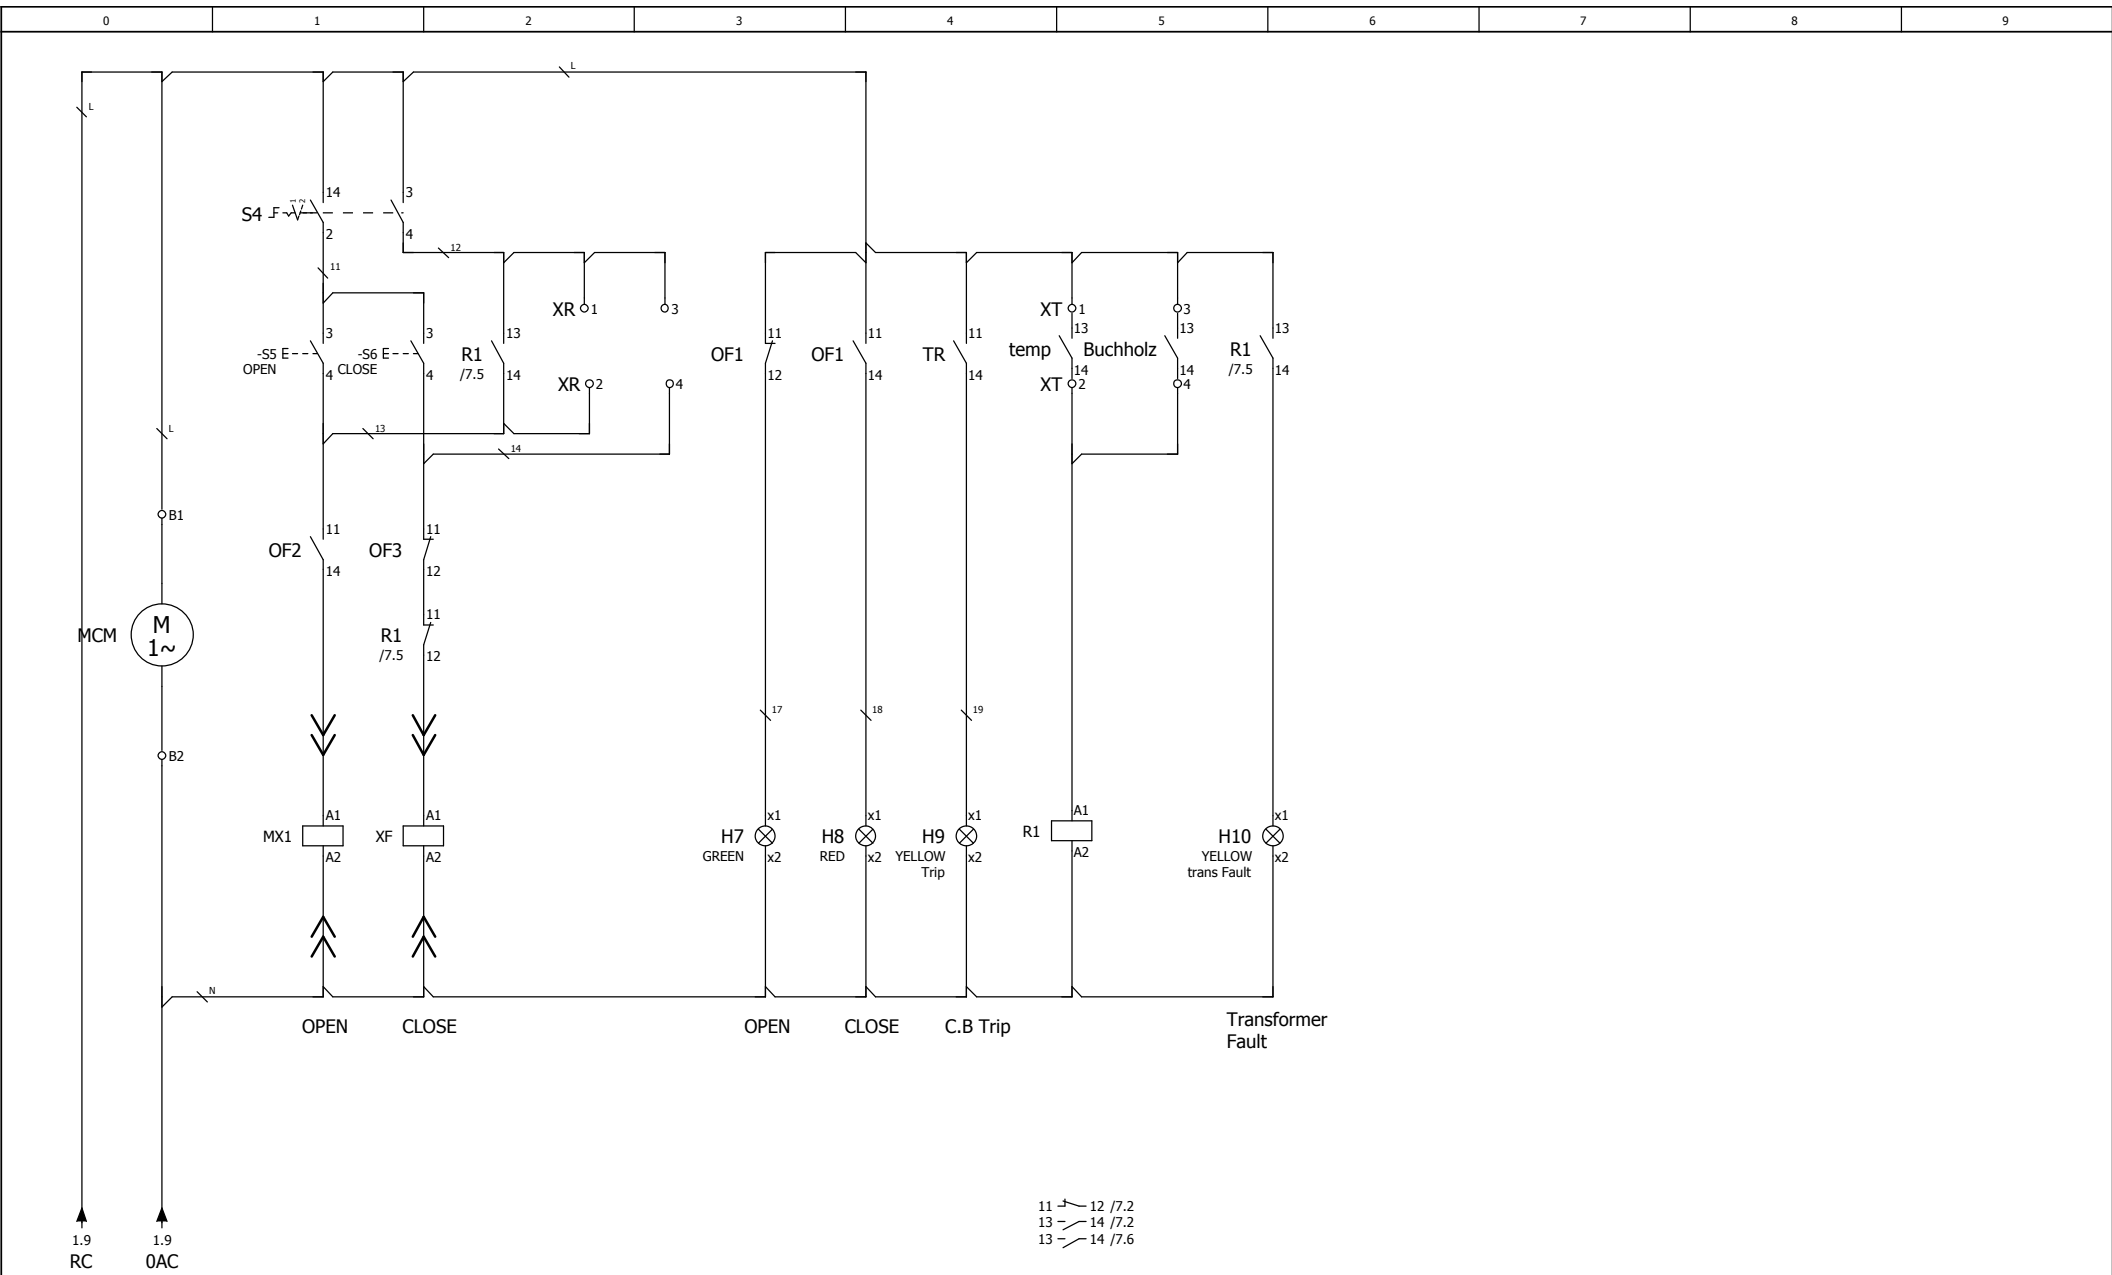 0 1 2 3 4 5 6 7 8 9
L
L
14 3
S4 F 1 2
2 4
12
11
XR 1 3 XT 1 3
3 3 13 11 11 11 13 13 13
-S5 E -S6 E R1 OF1 OF1 TR temp Buchholz R1
OPEN CLOSE /7.5 /7.5
4 4 14 12 14 14 14 14 14
XR 2 4 XT 2 4
L 13
14
B1
11 11
OF2 OF3
14 12
11
MCM M 1~ R1
/7.5 12
17 18 19
B2
A1 A1 x1 x1 x1 A1 x1
MX1 XF H7 H8 H9 R1 H10
A2 A2 GREEN x2 RED x2 YELLOW x2 A2 YELLOW x2
Trip trans Fault
N
OPEN CLOSE OPEN CLOSE C.B Trip Transformer
Fault
11 12 /7.2
13 14 /7.2
13 14 /7.6
1.9 1.9
RC 0AC